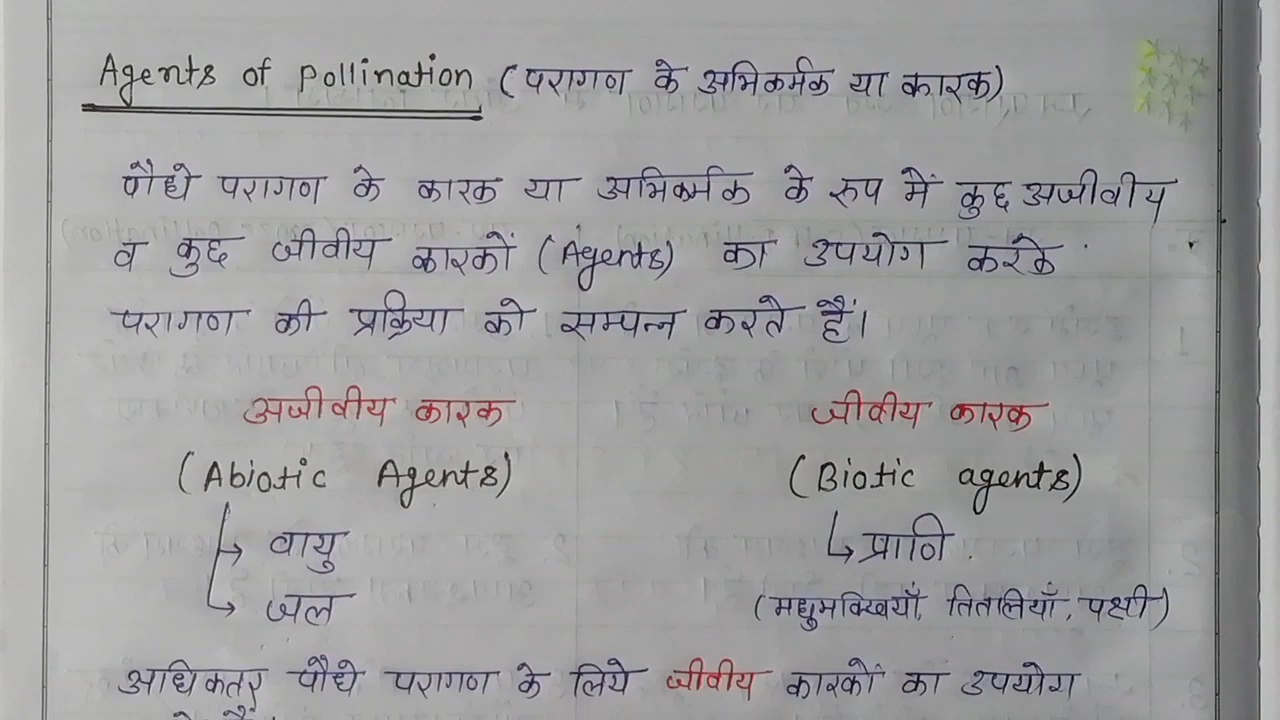 Agents of Pollination (परागण के अभिकर्मक या कारक)
पौधे परागण के कारक या अभिकर्मक के रूप में कुछ अजीवीय
व कुछ जीवीय कारकों (Agents) का उपयोग करके
परागण की प्रक्रिया को सम्पन्न करते हैं।
अजीवीय कारक जीवीय कारक
(Abiotic Agents) (Biotic agents)
↳ वायु ↳ प्राणि
↳ जल (मधुमक्खियाँ, तितलियाँ, पक्षी)
अधिकतर पौधे परागण के लिये जीवीय कारकों का उपयोग